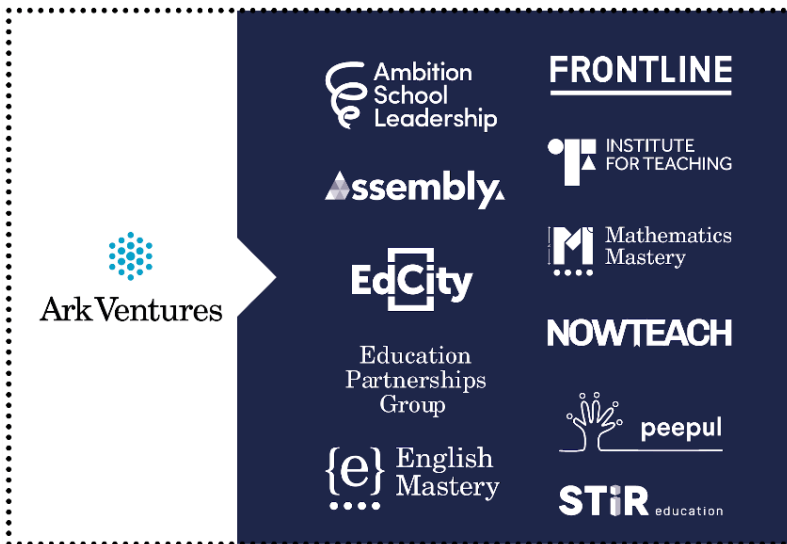 Ark Ventures
Ambition
School
Leadership
Assembly.
EdCity
Education
Partnerships
Group
{e} English
Mastery
FRONTLINE
INSTITUTE
FOR TEACHING
M Mathematics
Mastery
NOWTEACH
peepul
STiR education